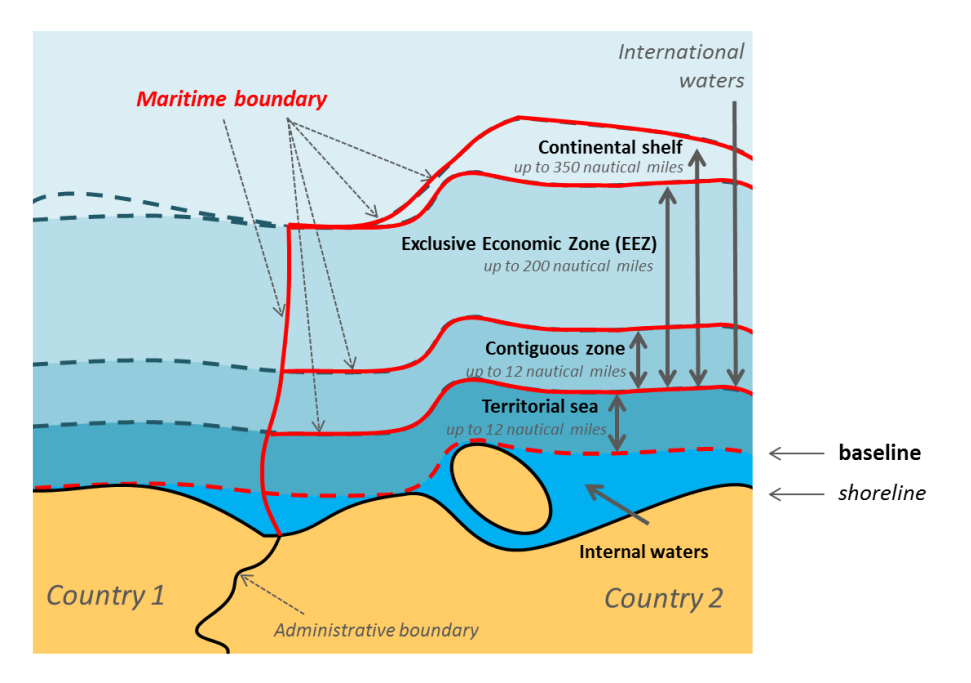 International
waters
Maritime boundary
Continental shelf
up to 350 nautical miles
Exclusive Economic Zone (EEZ)
up to 200 nautical miles
Contiguous zone
up to 12 nautical miles
Territorial sea
up to 12 nautical miles
baseline
shoreline
Internal waters
Country 1
Country 2
Administrative boundary